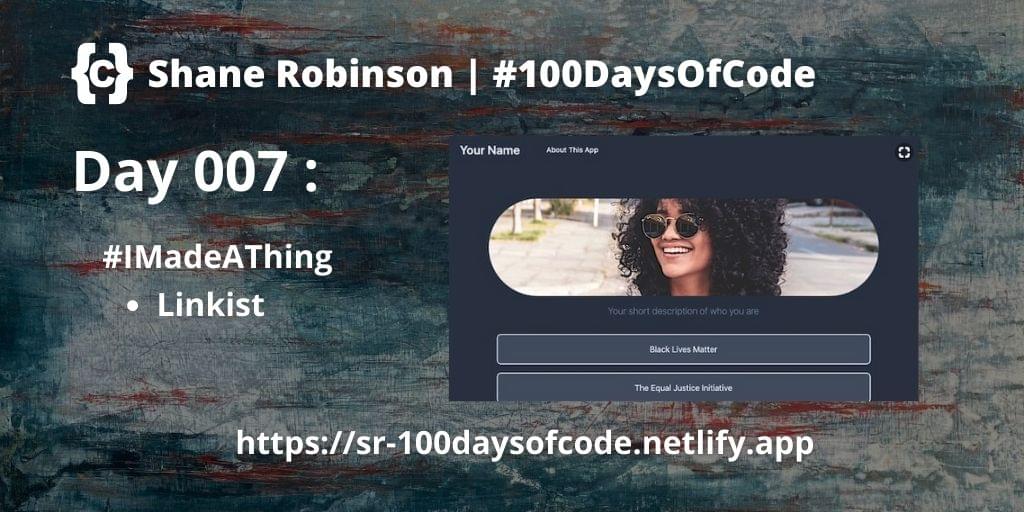 {C} Shane Robinson | #100DaysOfCode
Day 007 :
#IMadeAThing
• Linkist
Your Name
About This App
Your short description of who you are
Black Lives Matter
The Equal Justice Initiative
https://sr-100daysofcode.netlify.app